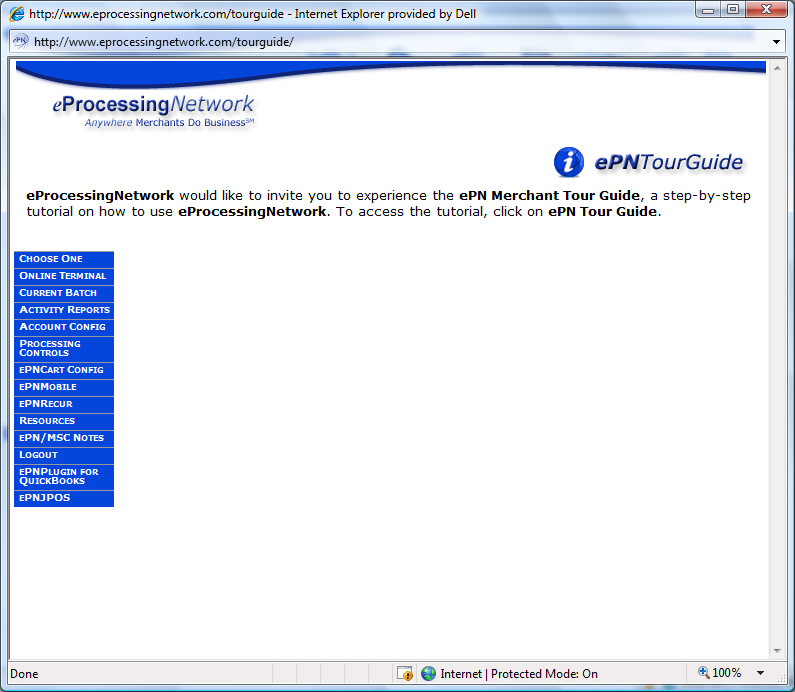 http://www.eprocessingnetwork.com/tourguide - Internet Explorer provided by Dell
ePN http://www.eprocessingnetwork.com/tourguide/
eProcessingNetwork
Anywhere Merchants Do Business℠
i ePNTourGuide
eProcessingNetwork would like to invite you to experience the ePN Merchant Tour Guide, a step-by-step
tutorial on how to use eProcessingNetwork. To access the tutorial, click on ePN Tour Guide.
CHOOSE ONE
ONLINE TERMINAL
CURRENT BATCH
ACTIVITY REPORTS
ACCOUNT CONFIG
PROCESSING
CONTROLS
EPNCART CONFIG
EPNMOBILE
EPNRECUR
RESOURCES
EPN/MSC NOTES
LOGOUT
EPNPLUGIN FOR
QUICKBOOKS
EPNJPOS
Done
Internet | Protected Mode: On
100%